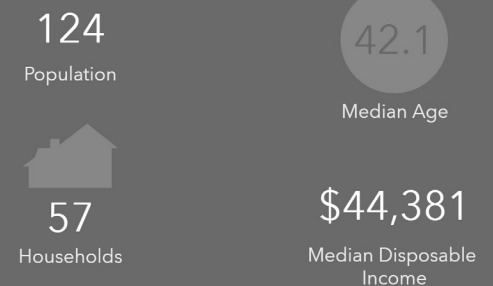 124
Population
42.1
Median Age
57
Households
$44,381
Median Disposable
Income